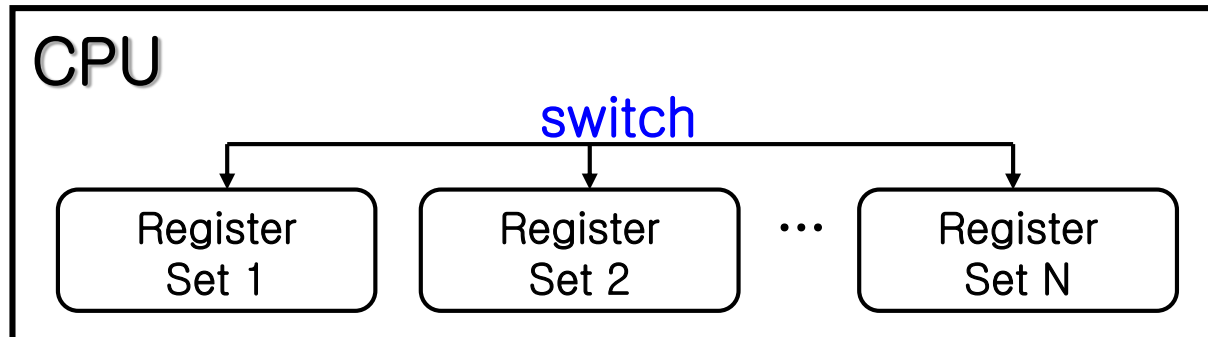 CPU
switch
Register
Set 1
Register
Set 2
...
Register
Set N